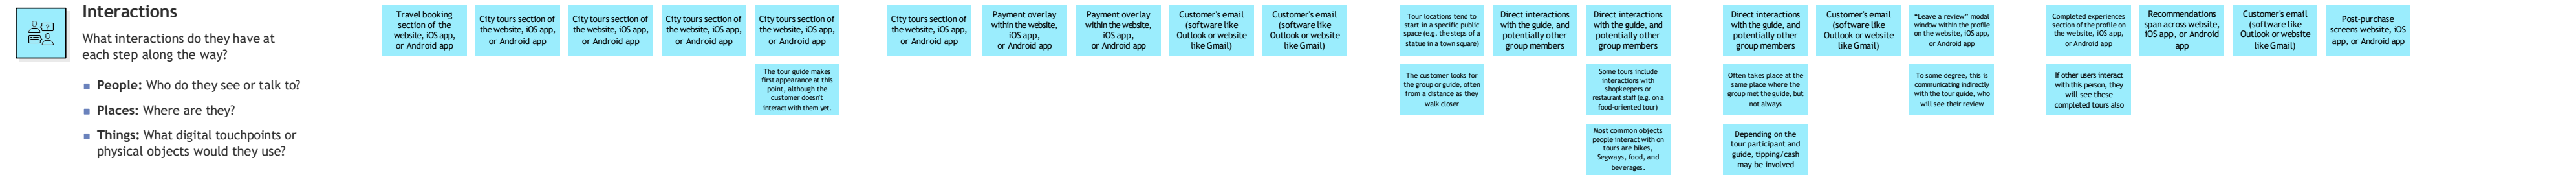 Interactions
What interactions do they have at
each step along the way?
People: Who do they see or talk to?
Places: Where are they?
Things: What digital touchpoints or
physical objects would they use?
Travel booking
section of the
website, iOS app,
or Android app
City tours section of
the website, iOS app,
or Android app
City tours section of
the website, iOS app,
or Android app
City tours section of
the website, iOS app,
or Android app
City tours section of
the website, iOS app,
or Android app
The tour guide makes
first appearance at this
point, although the
customer doesn't
interact with them yet.
City tours section of
the website, iOS app,
or Android app
Payment overlay
within the website,
iOS app,
or Android app
Payment overlay
within the website,
iOS app,
or Android app
Customer's email
(software like
Outlook or website
like Gmail)
Customer's email
(software like
Outlook or website
like Gmail)
Tour locations tend to
start in a specific public
space (e.g. the steps of a
statue in a town square)
The customer looks for
the group or guide, often
from a distance as they
walk closer
Direct interactions
with the guide, and
potentially other
group members
Direct interactions
with the guide, and
potentially other
group members
Some tours include
interactions with
shopkeepers or
restaurant staff (e.g. on a
food-oriented tour)
Most common objects
people interact with on
tours are bikes,
Segways, food, and
beverages.
Direct interactions
with the guide, and
potentially other
group members
Often takes place at the
same place where the
group met the guide, but
not always
Depending on the
tour participant and
guide, tipping/cash
may be involved
Customer's email
(software like
Outlook or website
like Gmail)
"Leave a review" modal
window within the profile
on the website, iOS app,
or Android app
To some degree, this is
communicating indirectly
with the tour guide, who
will see their review
Completed experiences
section of the profile on
the website, iOS app,
or Android app
If other users interact
with this person, they
will see these
completed tours also
Recommendations
span across website,
iOS app, or Android
app
Customer's email
(software like
Outlook or website
like Gmail)
Post-purchase
screens website, iOS
app, or Android app